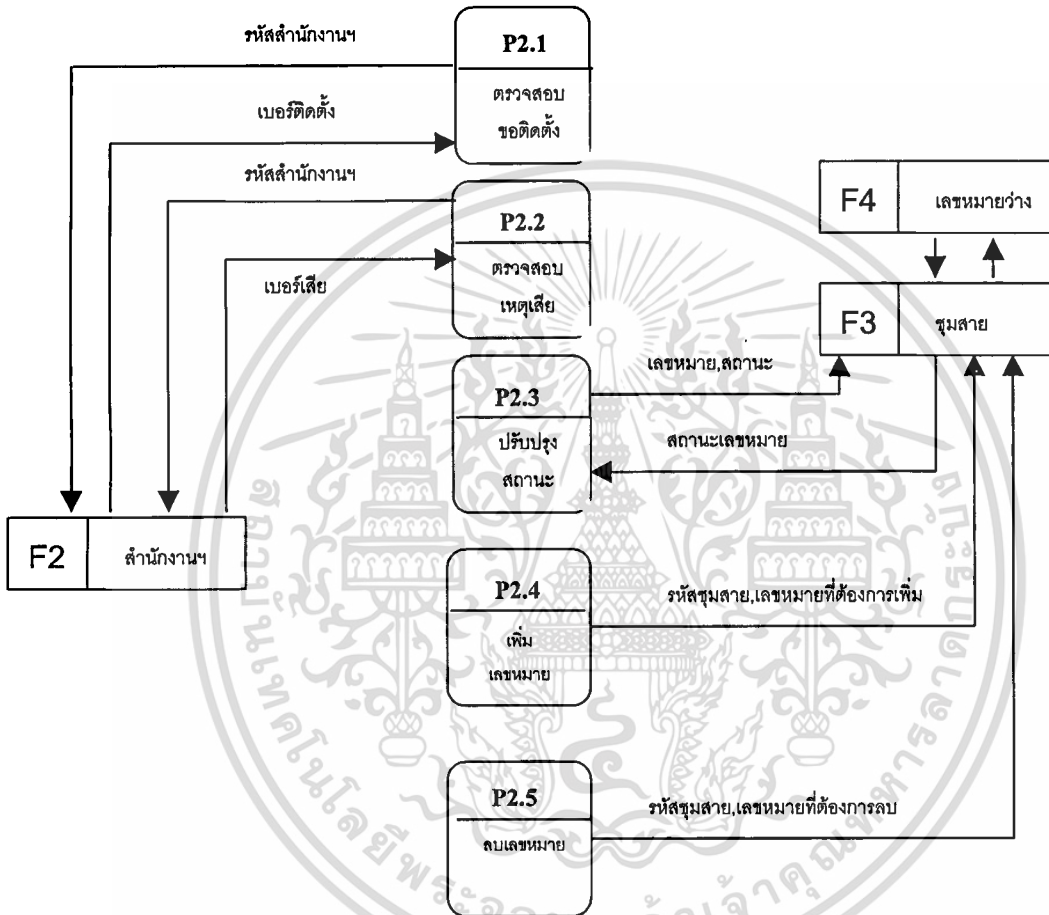 รหัสสำนักงานฯ
P2.1
ตรวจสอบ
ขอติดตั้ง
เบอร์ติดตั้ง
รหัสสำนักงานฯ
P2.2
ตรวจสอบ
เหตุเสีย
เบอร์เสีย
F4
เลขหมายว่าง
F3
ชุมสาย
P2.3
ปรับปรุง
สถานะ
เลขหมาย,สถานะ
สถานะเลขหมาย
F2
สำนักงานฯ
P2.4
เพิ่ม
เลขหมาย
รหัสชุมสาย,เลขหมายที่ต้องการเพิ่ม
P2.5
ลบเลขหมาย
รหัสชุมสาย,เลขหมายที่ต้องการลบ